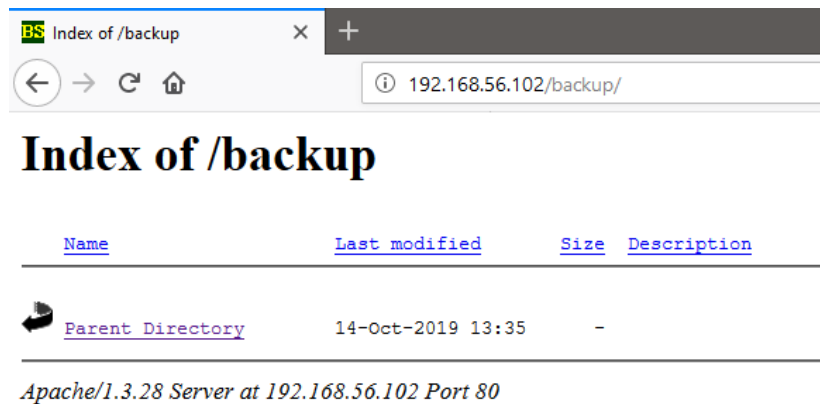 BS Index of /backup
192.168.56.102/backup/
Index of /backup
Name Last modified Size Description
Parent Directory 14-Oct-2019 13:35 -
Apache/1.3.28 Server at 192.168.56.102 Port 80